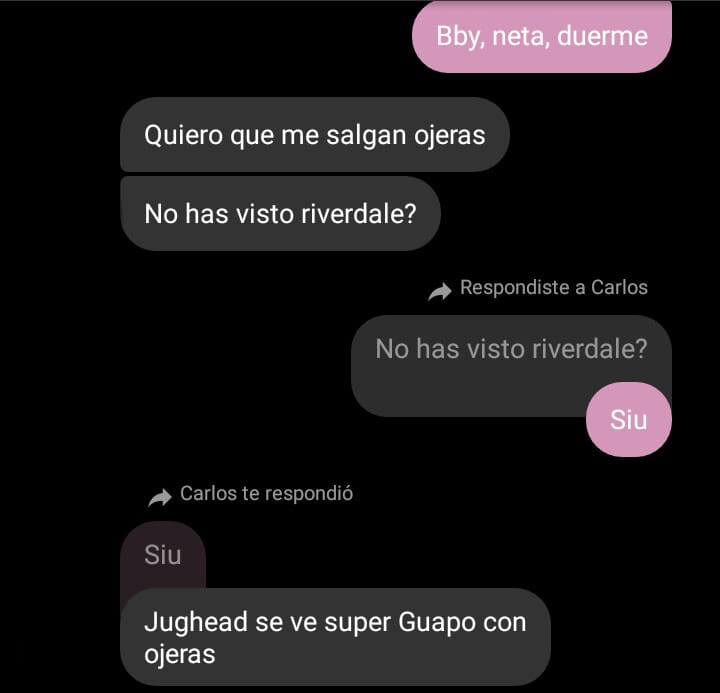 Bby, neta, duerme
Quiero que me salgan ojeras
No has visto riverdale?
Respondiste a Carlos
No has visto riverdale?
Siu
Carlos te respondió
Siu
Jughead se ve super Guapo con
ojeras